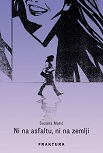 Suzana Matić
Ni na asfaltu, ni na zemlji
FRAKTURA